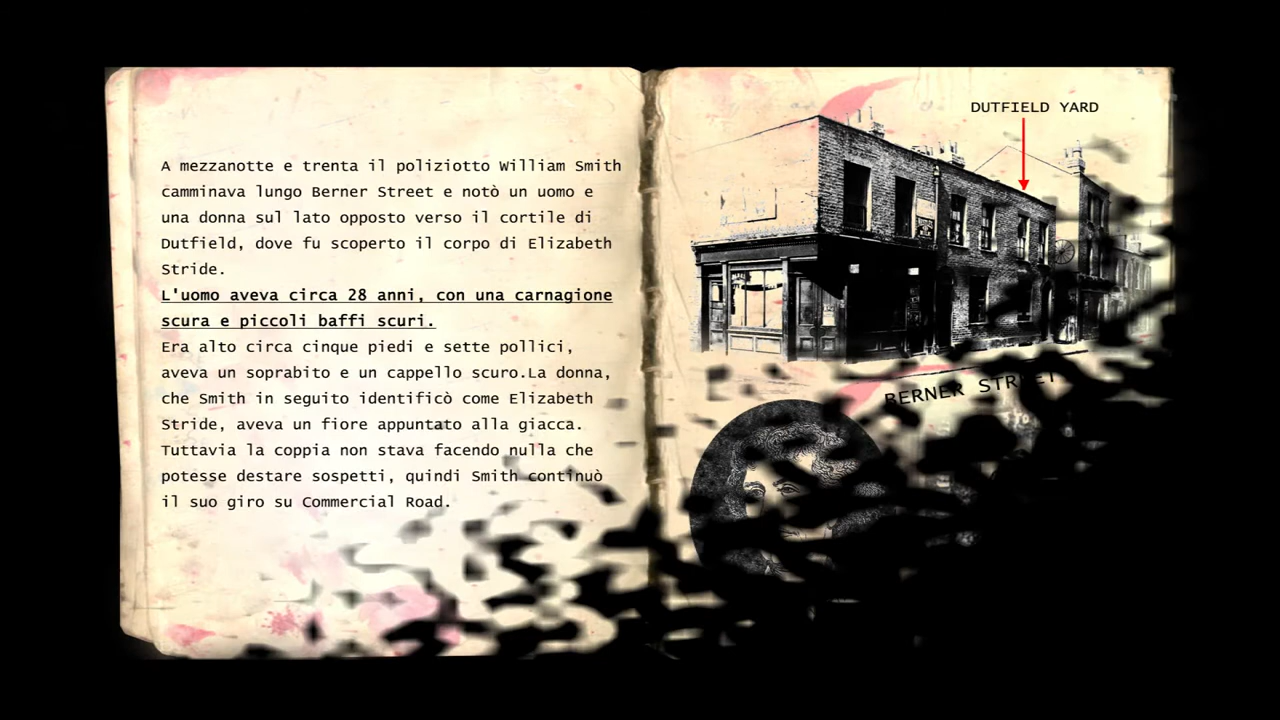 A mezzanotte e trenta il poliziotto William Smith
camminava lungo Berner Street e notò un uomo e
una donna sul lato opposto verso il cortile di
Dutfield, dove fu scoperto il corpo di Elizabeth
Stride.
L'uomo aveva circa 28 anni, con una carnagione
scura e piccoli baffi scuri.
Era alto circa cinque piedi e sette pollici,
aveva un soprabito e un cappello scuro.La donna,
che Smith in seguito identificò come Elizabeth
Stride, aveva un fiore appuntato alla giacca.
Tuttavia la coppia non stava facendo nulla che
potesse destare sospetti, quindi Smith continuò
il suo giro su Commercial Road.
DUTFIELD YARD
BERNER STREET